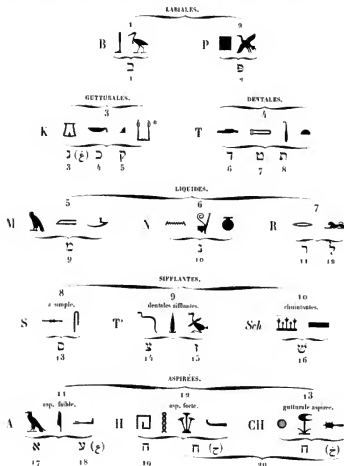 LABIALES.
1 2
B P
ב פ
1 2
GUTTURALES. DENTALES.
3 4
K T
ג (غ) כ ק ד ט ת
3 4 5 6 7 8
LIQUIDES.
5 6 7
M N R
מ נ ר ל
9 10 11 12
SIFFLANTES.
8 9 10
s simple. dentales sifflantes. chuintantes.
S T' Sch
ס צ ז ש
13 14 15 16
ASPIRÉES.
11 12 13
asp. faible. asp. forte. gutturale aspirée.
A H CH
א ע (ع) ה ח ח (خ)
17 18 19 20